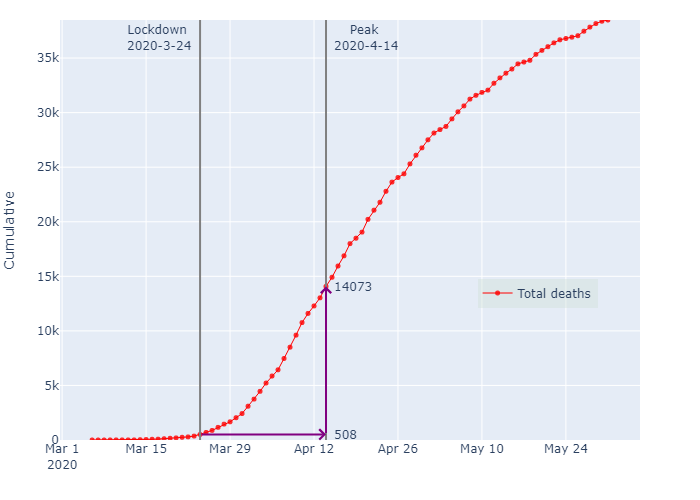 Lockdown
2020-3-24
Peak
2020-4-14
Cumulative
35k
30k
25k
20k
15k
10k
5k
0
14073
508
Total deaths
Mar 1
2020
Mar 15
Mar 29
Apr 12
Apr 26
May 10
May 24